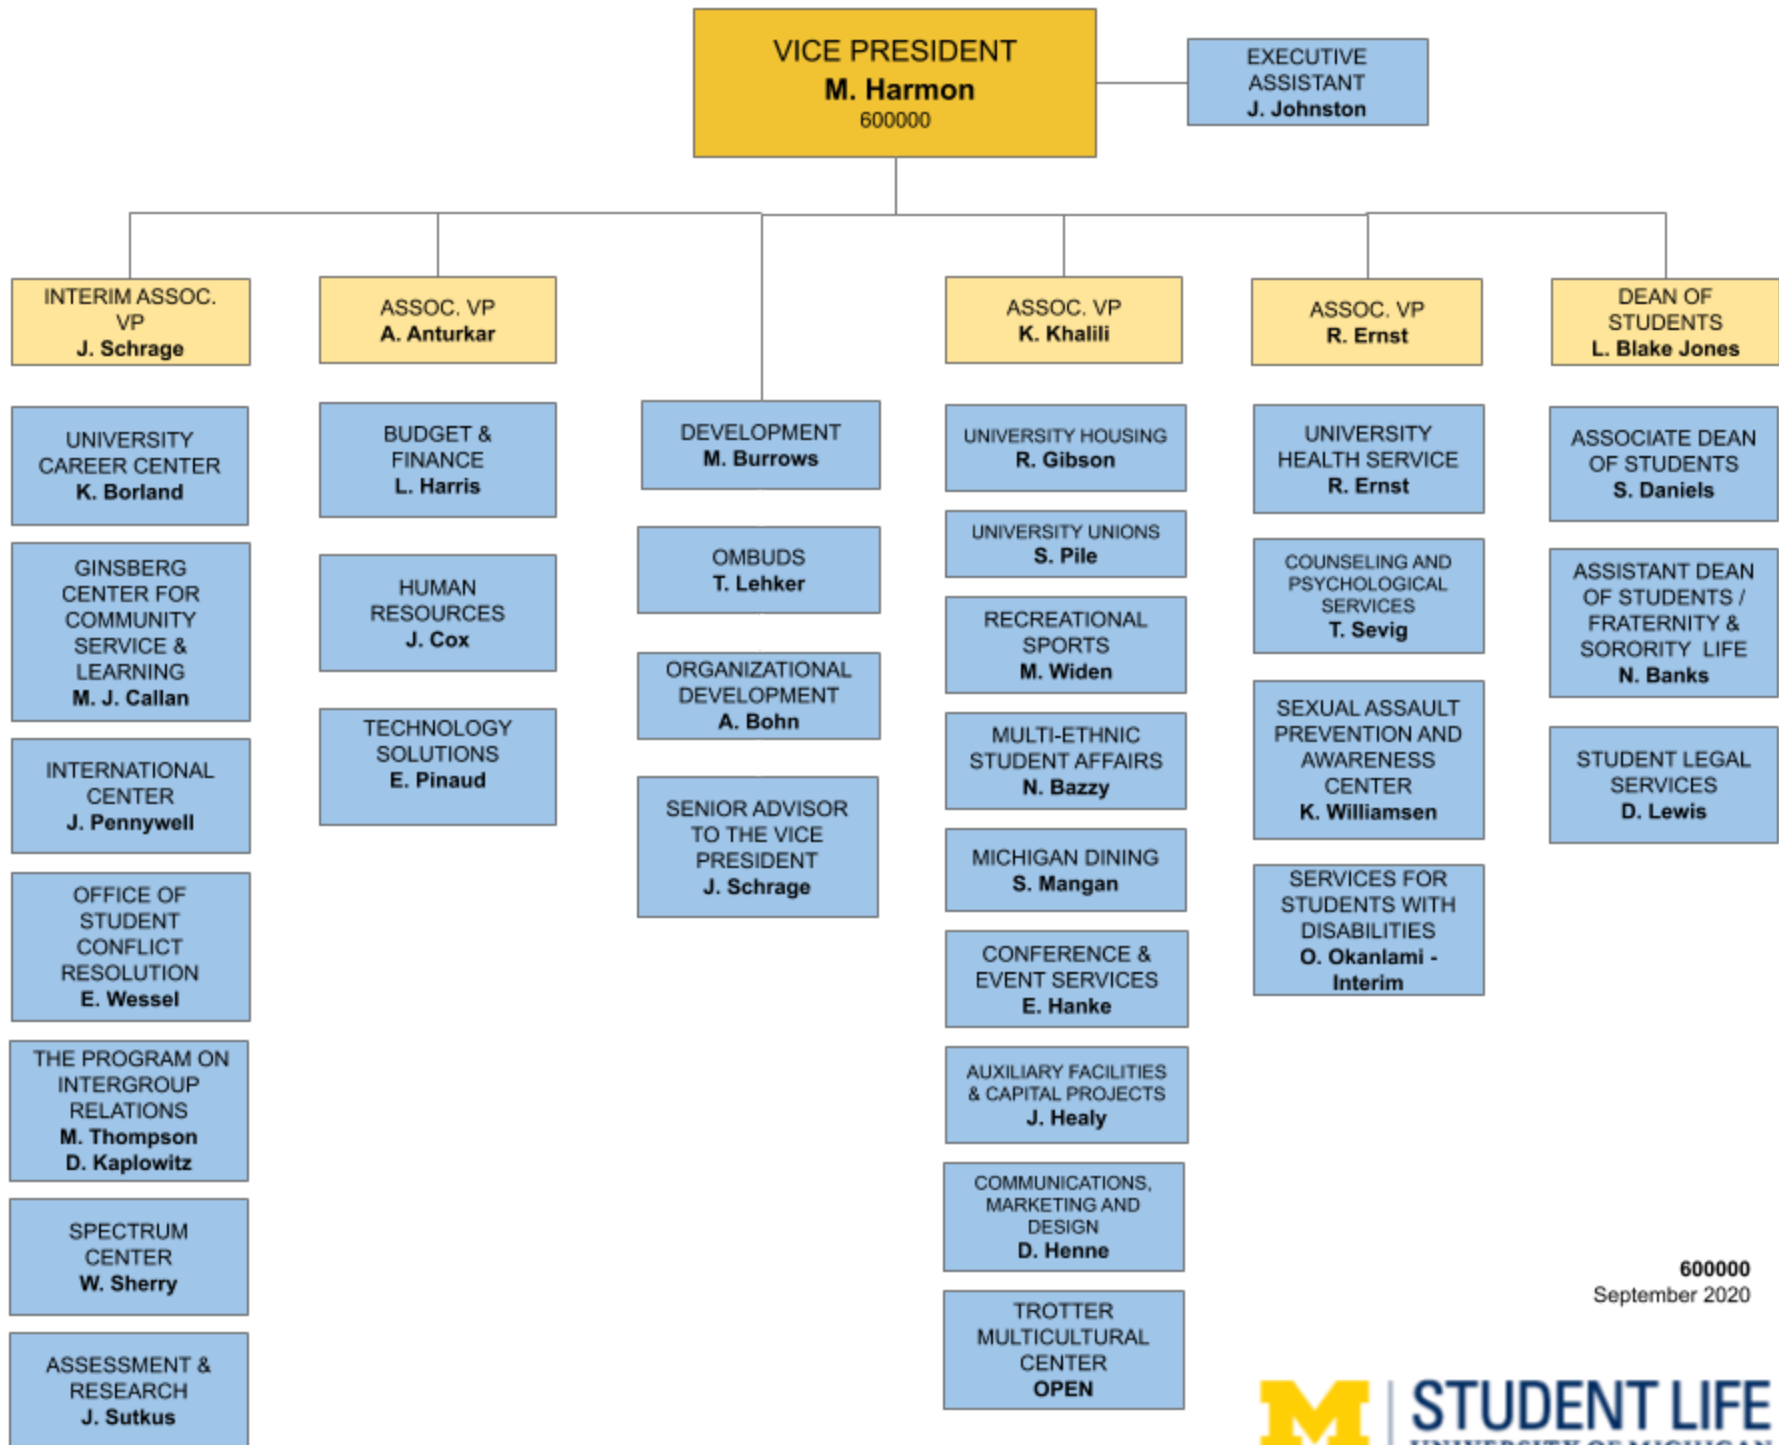 VICE PRESIDENT
M. Harmon
600000
EXECUTIVE
ASSISTANT
J. Johnston
INTERIM ASSOC.
VP
J. Schrage
UNIVERSITY
CAREER CENTER
K. Borland
GINSBERG
CENTER FOR
COMMUNITY
SERVICE &
LEARNING
M. J. Callan
INTERNATIONAL
CENTER
J. Pennywell
OFFICE OF
STUDENT
CONFLICT
RESOLUTION
E. Wessel
THE PROGRAM ON
INTERGROUP
RELATIONS
M. Thompson
D. Kaplowitz
SPECTRUM
CENTER
W. Sherry
ASSESSMENT &
RESEARCH
J. Sutkus
ASSOC. VP
A. Anturkar
BUDGET &
FINANCE
L. Harris
HUMAN
RESOURCES
J. Cox
TECHNOLOGY
SOLUTIONS
E. Pinaud
DEVELOPMENT
M. Burrows
OMBUDS
T. Lehker
ORGANIZATIONAL
DEVELOPMENT
A. Bohn
SENIOR ADVISOR
TO THE VICE
PRESIDENT
J. Schrage
ASSOC. VP
K. Khalili
UNIVERSITY HOUSING
R. Gibson
UNIVERSITY UNIONS
S. Pile
RECREATIONAL
SPORTS
M. Widen
MULTI-ETHNIC
STUDENT AFFAIRS
N. Bazzy
MICHIGAN DINING
S. Mangan
CONFERENCE &
EVENT SERVICES
E. Hanke
AUXILIARY FACILITIES
& CAPITAL PROJECTS
J. Healy
COMMUNICATIONS,
MARKETING AND
DESIGN
D. Henne
TROTTER
MULTICULTURAL
CENTER
OPEN
ASSOC. VP
R. Ernst
UNIVERSITY
HEALTH SERVICE
R. Ernst
COUNSELING AND
PSYCHOLOGICAL
SERVICES
T. Sevig
SEXUAL ASSAULT
PREVENTION AND
AWARENESS
CENTER
K. Williamsen
SERVICES FOR
STUDENTS WITH
DISABILITIES
O. Okanlami -
Interim
DEAN OF
STUDENTS
L. Blake Jones
ASSOCIATE DEAN
OF STUDENTS
S. Daniels
ASSISTANT DEAN
OF STUDENTS /
FRATERNITY &
SORORITY LIFE
N. Banks
STUDENT LEGAL
SERVICES
D. Lewis
600000
September 2020
M
STUDENT LIFE
UNIVERSITY OF MICHIGAN